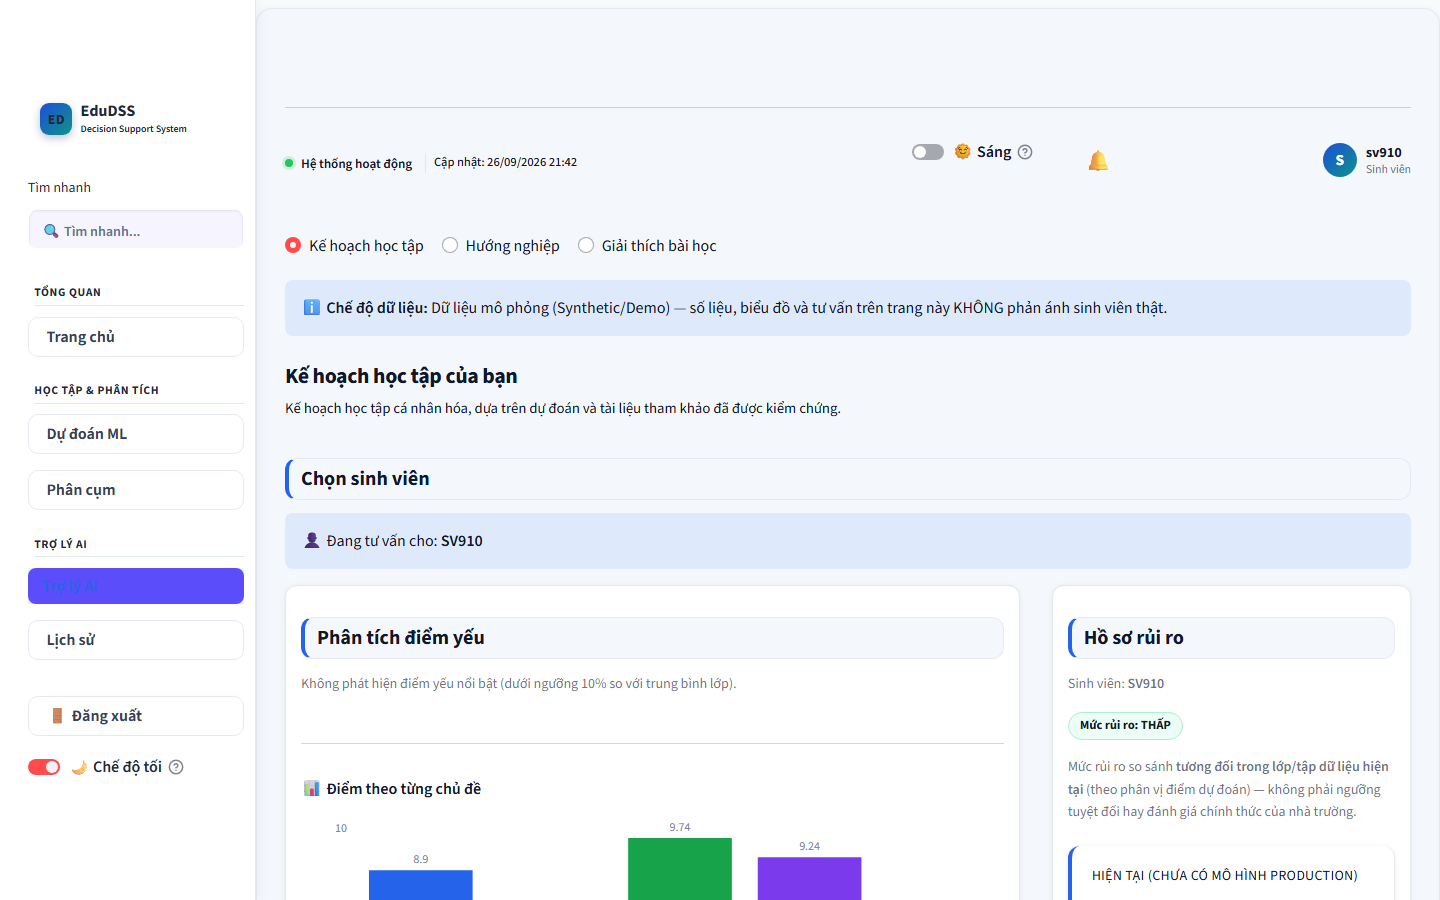 ED
EduDSS
Decision Support System
Tìm nhanh
Tìm nhanh...
TỔNG QUAN
Trang chủ
HỌC TẬP & PHÂN TÍCH
Dự đoán ML
Phân cụm
TRỢ LÝ AI
Trợ lý AI
Lịch sử
Đăng xuất
Chế độ tối
Hệ thống hoạt động
Cập nhật: 26/09/2026 21:42
Sáng
S
sv910
Sinh viên
Kế hoạch học tập
Hướng nghiệp
Giải thích bài học
Chế độ dữ liệu: Dữ liệu mô phỏng (Synthetic/Demo) — số liệu, biểu đồ và tư vấn trên trang này KHÔNG phản ánh sinh viên thật.
Kế hoạch học tập của bạn
Kế hoạch học tập cá nhân hóa, dựa trên dự đoán và tài liệu tham khảo đã được kiểm chứng.
Chọn sinh viên
Đang tư vấn cho: SV910
Phân tích điểm yếu
Không phát hiện điểm yếu nổi bật (dưới ngưỡng 10% so với trung bình lớp).
Điểm theo từng chủ đề
10
8.9
9.74
9.24
Hồ sơ rủi ro
Sinh viên: SV910
Mức rủi ro: THẤP
Mức rủi ro so sánh tương đối trong lớp/tập dữ liệu hiện
tại (theo phân vị điểm dự đoán) — không phải ngưỡng
tuyệt đối hay đánh giá chính thức của nhà trường.
HIỆN TẠI (CHƯA CÓ MÔ HÌNH PRODUCTION)